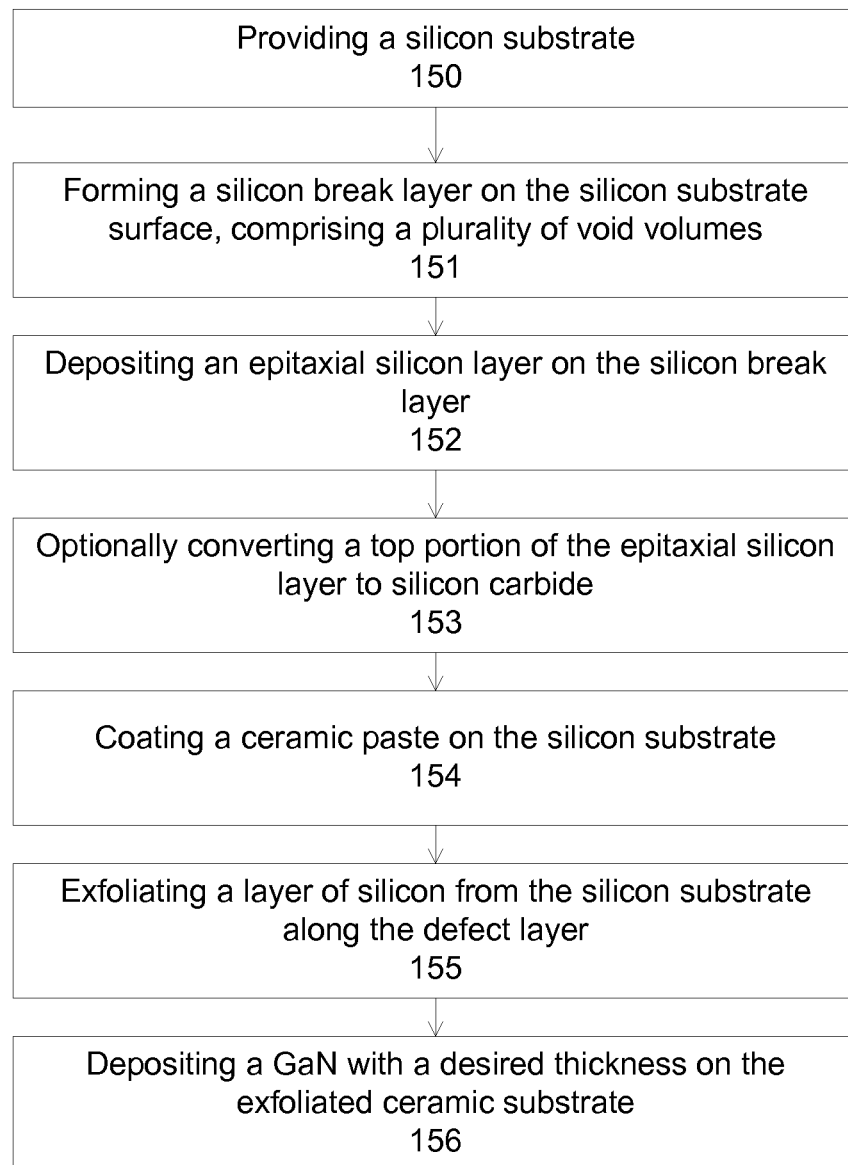 Providing a silicon substrate
150
Forming a silicon break layer on the silicon substrate
surface, comprising a plurality of void volumes
151
Depositing an epitaxial silicon layer on the silicon break
layer
152
Optionally converting a top portion of the epitaxial silicon
layer to silicon carbide
153
Coating a ceramic paste on the silicon substrate
154
Exfoliating a layer of silicon from the silicon substrate
along the defect layer
155
Depositing a GaN with a desired thickness on the
exfoliated ceramic substrate
156